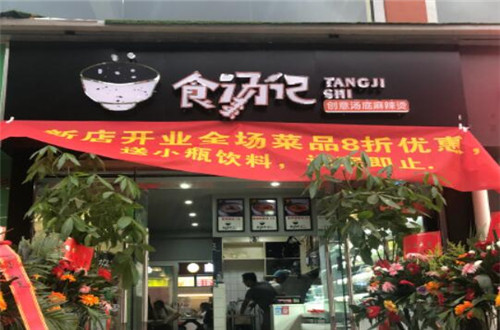 食汤记
TANGJI
SHI
创意汤底麻辣烫
新店开业全场菜品8折优惠,
送小瓶饮料,
即止.